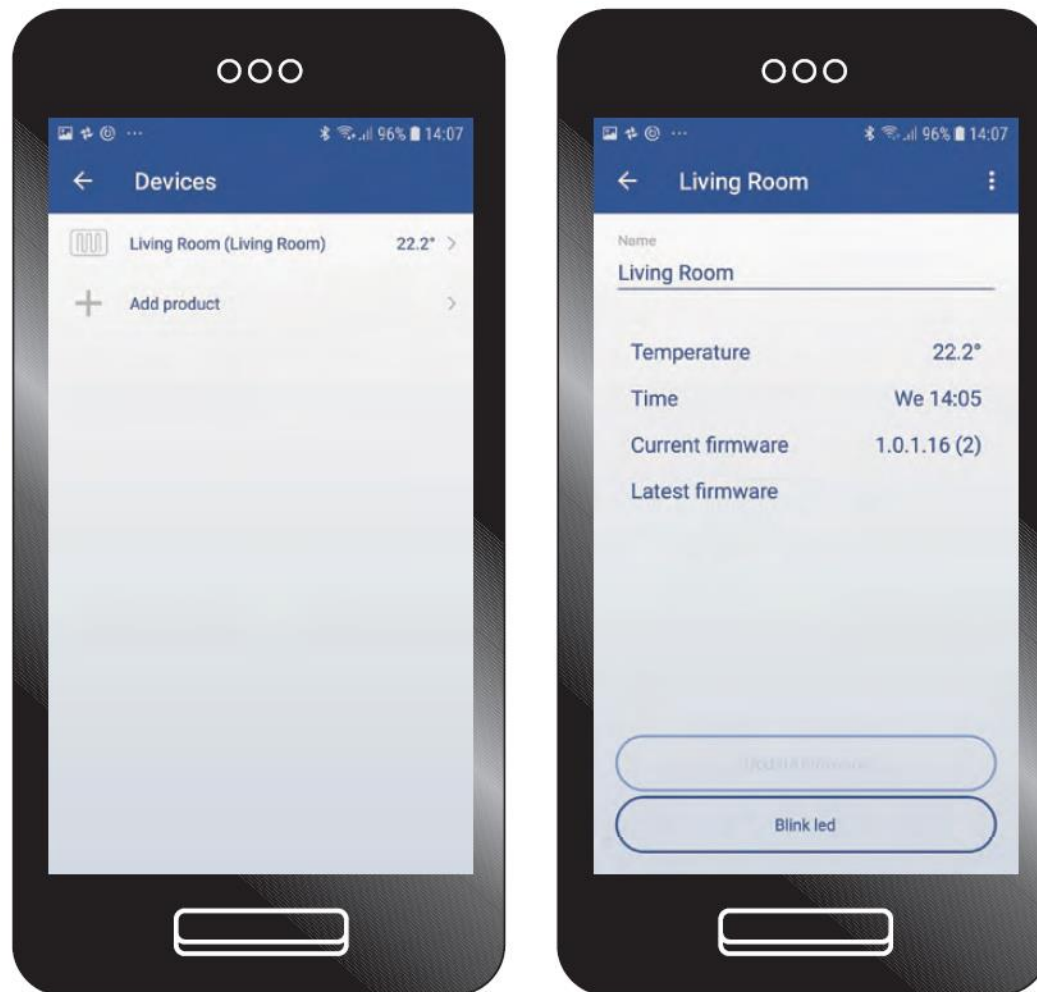 96% 14:07
Devices
Living Room (Living Room) 22.2°
Add product
96% 14:07
Living Room
Name
Living Room
Temperature 22.2°
Time We 14:05
Current firmware 1.0.1.16 (2)
Latest firmware
Blink led